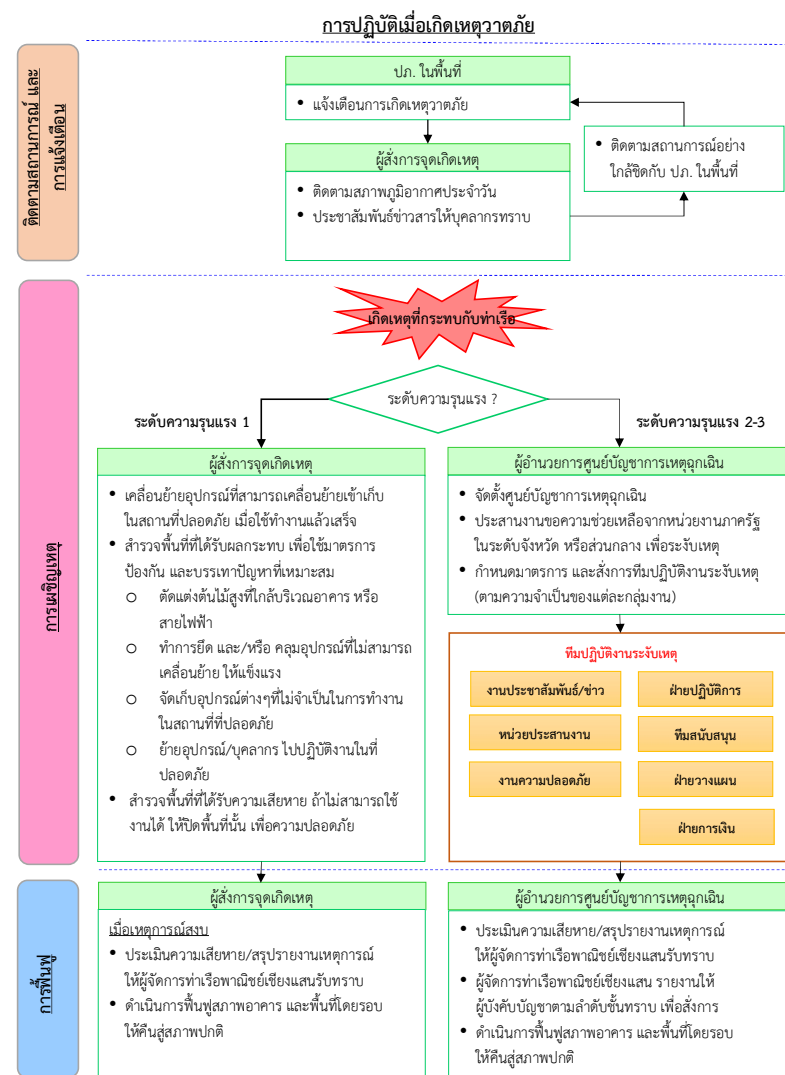 การปฏิบัติเมื่อเกิดเหตุวาตภัย
ติดตามสถานการณ์ และ
การแจ้งเตือน
ปภ. ในพื้นที่
• แจ้งเตือนการเกิดเหตุวาตภัย
ผู้สั่งการจุดเกิดเหตุ
• ติดตามสภาพภูมิอากาศประจำวัน
• ประชาสัมพันธ์ข่าวสารให้บุคลากรทราบ
• ติดตามสถานการณ์อย่าง
ใกล้ชิดกับ ปภ. ในพื้นที่
การเผชิญเหตุ
เกิดเหตุที่กระทบกับท่าเรือ
ระดับความรุนแรง ?
ระดับความรุนแรง 1
ระดับความรุนแรง 2-3
ผู้สั่งการจุดเกิดเหตุ
• เคลื่อนย้ายอุปกรณ์ที่สามารถเคลื่อนย้ายเข้าเก็บ
ในสถานที่ปลอดภัย เมื่อใช้ทำงานแล้วเสร็จ
• สำรวจพื้นที่ที่ได้รับผลกระทบ เพื่อใช้มาตรการ
ป้องกัน และบรรเทาปัญหาที่เหมาะสม
o ตัดแต่งต้นไม้สูงที่ใกล้บริเวณอาคาร หรือ
สายไฟฟ้า
o ทำการยึด และ/หรือ คลุมอุปกรณ์ที่ไม่สามารถ
เคลื่อนย้าย ให้แข็งแรง
o จัดเก็บอุปกรณ์ต่างๆที่ไม่จำเป็นในการทำงาน
ในสถานที่ที่ปลอดภัย
o ย้ายอุปกรณ์/บุคลากร ไปปฏิบัติงานในที่
ปลอดภัย
• สำรวจพื้นที่ที่ได้รับความเสียหาย ถ้าไม่สามารถใช้
งานได้ ให้ปิดพื้นที่นั้น เพื่อความปลอดภัย
ผู้อำนวยการศูนย์บัญชาการเหตุฉุกเฉิน
• จัดตั้งศูนย์บัญชาการเหตุฉุกเฉิน
• ประสานงานขอความช่วยเหลือจากหน่วยงานภาครัฐ
ในระดับจังหวัด หรือส่วนกลาง เพื่อระงับเหตุ
• กำหนดมาตรการ และสั่งการทีมปฏิบัติงานระงับเหตุ
(ตามความจำเป็นของแต่ละกลุ่มงาน)
ทีมปฏิบัติงานระงับเหตุ
งานประชาสัมพันธ์/ข่าว
ฝ่ายปฏิบัติการ
หน่วยประสานงาน
ทีมสนับสนุน
งานความปลอดภัย
ฝ่ายวางแผน
ฝ่ายการเงิน
การฟื้นฟู
ผู้สั่งการจุดเกิดเหตุ
เมื่อเหตุการณ์สงบ
• ประเมินความเสียหาย/สรุปรายงานเหตุการณ์
ให้ผู้จัดการท่าเรือพาณิชย์เชียงแสนรับทราบ
• ดำเนินการฟื้นฟูสภาพอาคาร และพื้นที่โดยรอบ
ให้คืนสู่สภาพปกติ
ผู้อำนวยการศูนย์บัญชาการเหตุฉุกเฉิน
• ประเมินความเสียหาย/สรุปรายงานเหตุการณ์
ให้ผู้จัดการท่าเรือพาณิชย์เชียงแสนรับทราบ
• ผู้จัดการท่าเรือพาณิชย์เชียงแสน รายงานให้
ผู้บังคับบัญชาตามลำดับชั้นทราบ เพื่อสั่งการ
• ดำเนินการฟื้นฟูสภาพอาคาร และพื้นที่โดยรอบ
ให้คืนสู่สภาพปกติ